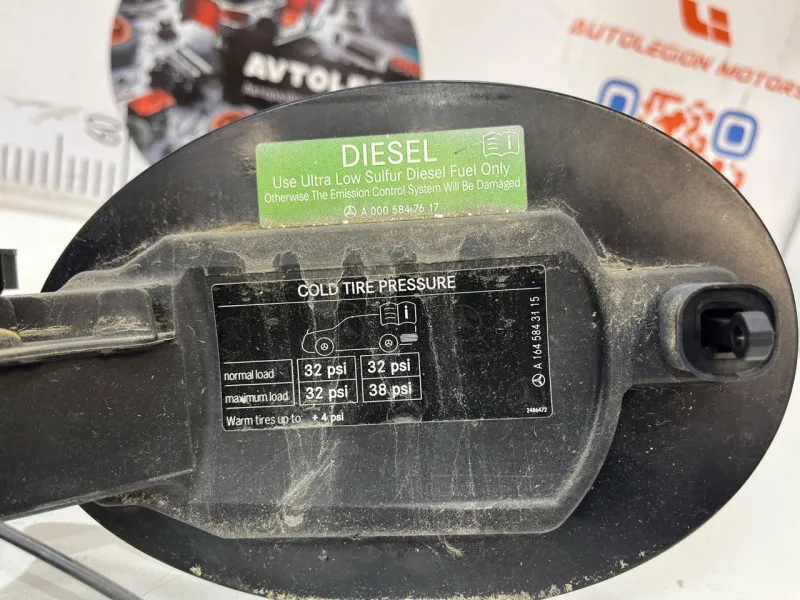 AVTOLEGION
AUTOLEGION MOTORS
DIESEL
Use Ultra Low Sulfur Diesel Fuel Only
Otherwise The Emission Control System Will Be Damaged
A 000 584 76 17
COLD TIRE PRESSURE
normal load 32 psi 32 psi
maximum load 32 psi 38 psi
Warm tires up to: + 4 psi
A 164 584 31 15
2486472